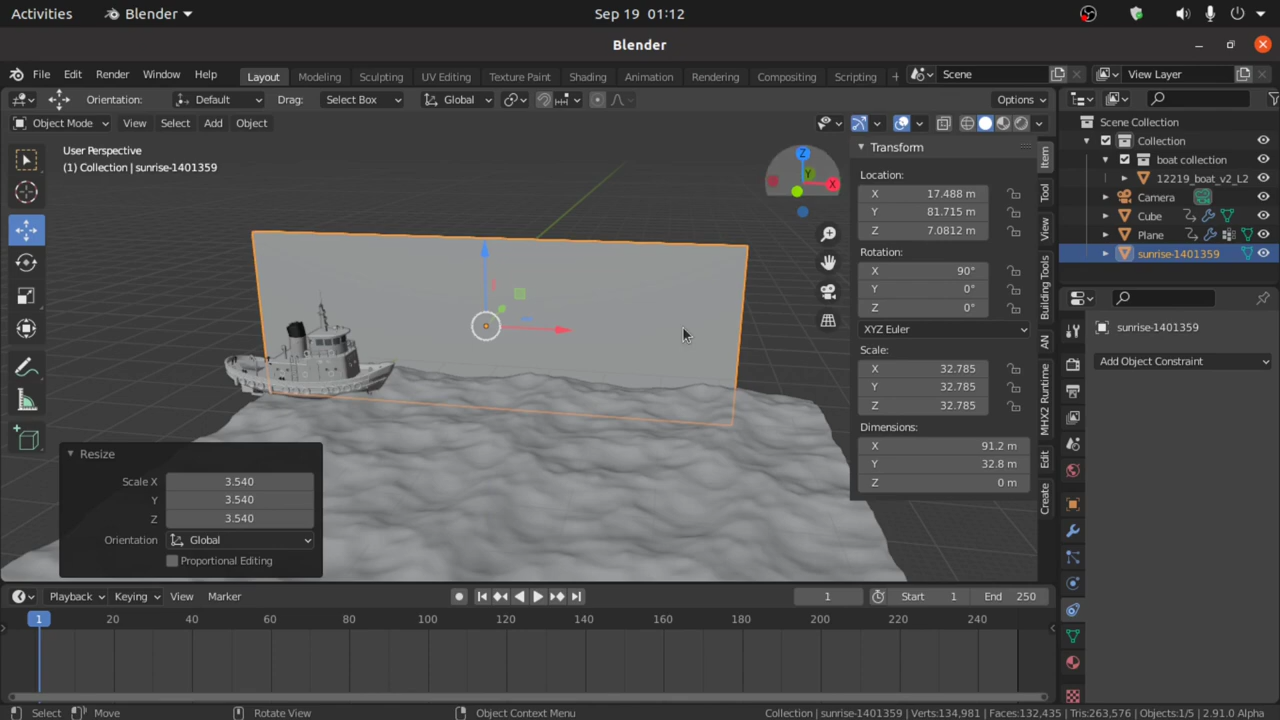 Activities Blender Sep 19 01:12
Blender
File Edit Render Window Help Layout Modeling Sculpting UV Editing Texture Paint Shading Animation Rendering Compositing Scripting + Scene View Layer
Orientation: Default Drag: Select Box Global Options
Object Mode View Select Add Object
User Perspective
(1) Collection | sunrise-1401359
Z
Y
X
Transform
Location:
X 17.488 m
Y 81.715 m
Z 7.0812 m
Rotation:
X 90°
Y 0°
Z 0°
XYZ Euler
Scale:
X 32.785
Y 32.785
Z 32.785
Dimensions:
X 91.2 m
Y 32.8 m
Z 0 m
Item
Tool
View
Building Tools
AN
MHX2 Runtime
Edit
Create
Scene Collection
Collection
boat collection
12219_boat_v2_L2
Camera
Cube
Plane
sunrise-1401359
sunrise-1401359
Add Object Constraint
Resize
Scale X 3.540
Y 3.540
Z 3.540
Orientation Global
Proportional Editing
Playback Keying View Marker 1 Start 1 End 250
1 20 40 60 80 100 120 140 160 180 200 220 240
Select Move Rotate View Object Context Menu Collection | sunrise-1401359 | Verts:134,981 | Faces:132,435 | Tris:263,576 | Objects:1/5 | 2.91.0 Alpha